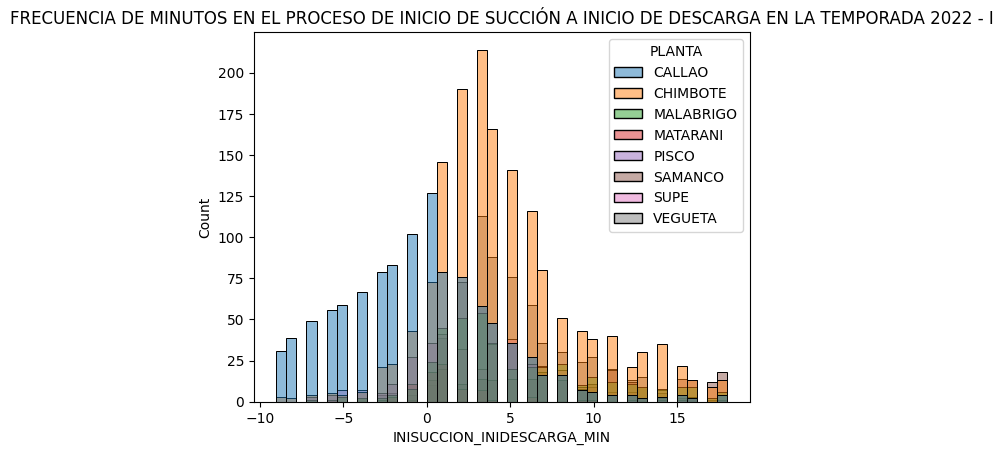 FRECUENCIA DE MINUTOS EN EL PROCESO DE INICIO DE SUCCIÓN A INICIO DE DESCARGA EN LA TEMPORADA 2022 - I
PLANTA
CALLAO
CHIMBOTE
MALABRIGO
MATARANI
PISCO
SAMANCO
SUPE
VEGUETA
Count
200
175
150
125
100
75
50
25
0
−10
−5
0
5
10
15
INISUCCION_INIDESCARGA_MIN